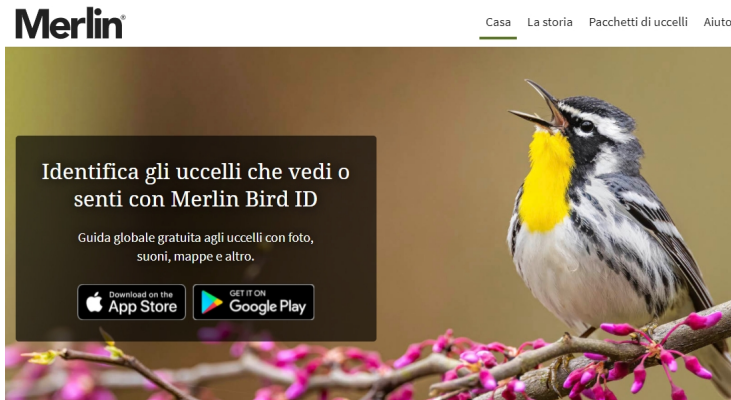 Merlin®
Casa La storia Pacchetti di uccelli Aiuto
Identifica gli uccelli che vedi o
senti con Merlin Bird ID
Guida globale gratuita agli uccelli con foto,
suoni, mappe e altro.
Download on the
App Store
GET IT ON
Google Play